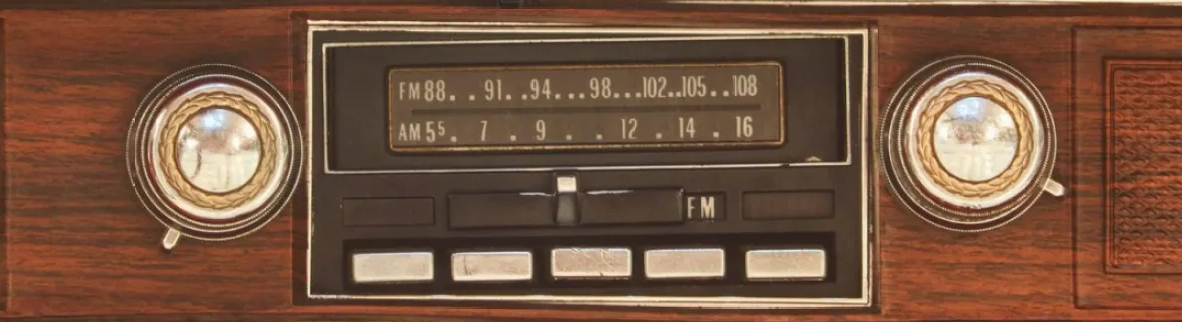 FM 88. . 91. .94. . .98. . .102. .105. . 108
AM 5⁵. 7 . 9 . . 12 . 14 . 16
FM